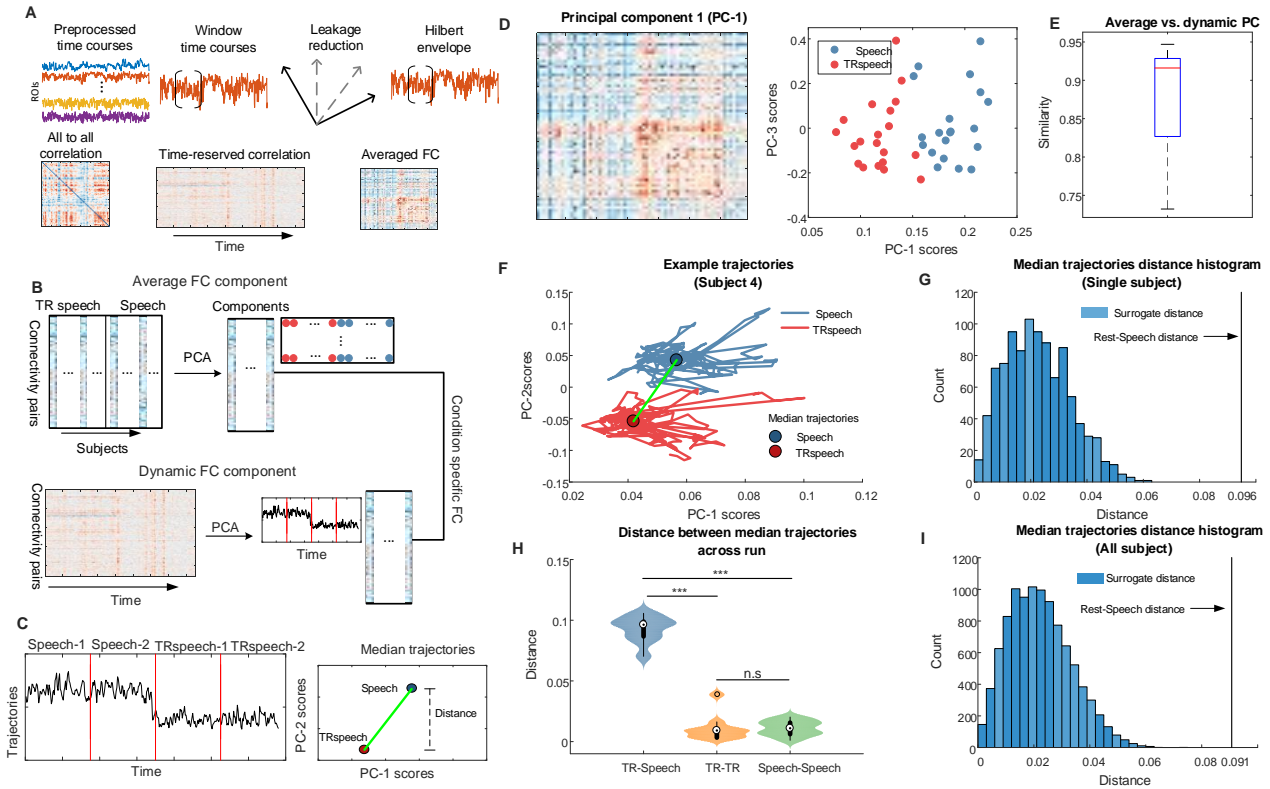 A
Preprocessed
time courses
Window
time courses
Leakage
reduction
Hilbert
envelope
ROIs
All to all
correlation
Time-reserved correlation
Averaged FC
Time
B
Average FC component
TR speech
Speech
Components
Connectivity pairs
PCA
Subjects
Condition specific FC
Dynamic FC component
Connectivity pairs
PCA
Time
Time
C
Speech-1
Speech-2
TRspeech-1
TRspeech-2
Trajectories
Time
Median trajectories
PC-2 scores
Speech
Distance
TRspeech
PC-1 scores
D
Principal component 1 (PC-1)
0.4
0.2
0
-0.2
-0.4
PC-3 scores
Speech
TRspeech
0.05
0.1
0.15
0.2
0.25
PC-1 scores
E
Average vs. dynamic PC
0.95
0.9
0.85
0.8
0.75
Similarity
F
Example trajectories
(Subject 4)
0.15
0.1
0.05
0
-0.05
-0.1
-0.15
PC-2scores
Speech
TRspeech
Median trajectories
Speech
TRspeech
0.02
0.04
0.06
0.08
0.1
0.12
PC-1 scores
G
Median trajectories distance histogram
(Single subject)
120
100
80
60
40
20
0
Count
Surrogate distance
Rest-Speech distance
0
0.02
0.04
0.06
0.8
0.096
Distance
H
Distance between median trajectories
across run
0.15
0.1
0.05
0
Distance
***
***
n.s
TR-Speech
TR-TR
Speech-Speech
I
Median trajectories distance histogram
(All subject)
1200
1000
800
600
400
200
0
Count
Surrogate distance
Rest-Speech distance
0
0.02
0.04
0.06
0.8
0.091
Distance